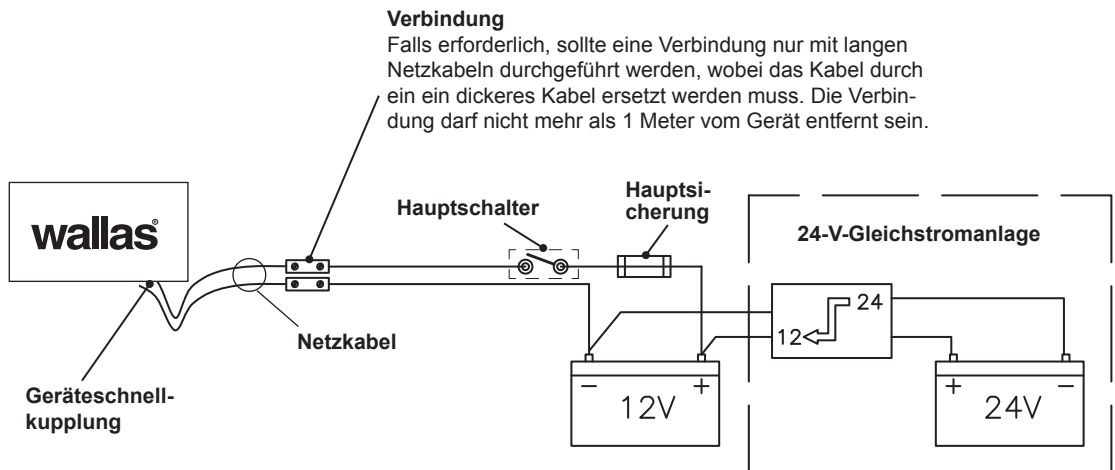 Verbindung
Falls erforderlich, sollte eine Verbindung nur mit langen
Netzkabeln durchgeführt werden, wobei das Kabel durch
ein ein dickeres Kabel ersetzt werden muss. Die Verbin-
dung darf nicht mehr als 1 Meter vom Gerät entfernt sein.
wallas®
Hauptschalter
Hauptsi-
cherung
24-V-Gleichstromanlage
24
12
Netzkabel
Geräteschnell-
kupplung
− +
12V
+ −
24V